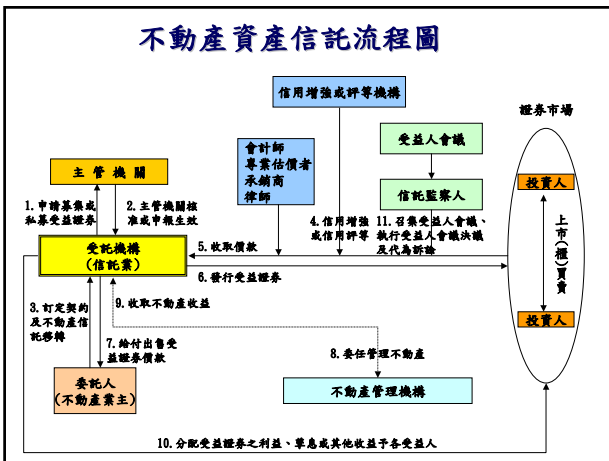 不動產資產信託流程圖
信用增強或評等機構
證券市場
會計師
專業估價者
承銷商
律師
受益人會議
主管機關
信託監察人
投資人
1.申請募集或
私募受益證券
2.主管機關核
准或申報生效
4.信用增強
或信用評等
11.召集受益人會議、
執行受益人會議決議
及代為訴訟
上市(櫃)買賣
受託機構
(信託業)
5.收取價款
6.發行受益證券
3.訂定契約
及不動產信
託移轉
9.收取不動產收益
投資人
7.給付出售受
益證券價款
8.委任管理不動產
委託人
(不動產業主)
不動產管理機構
10.分配受益證券之利益、孳息或其他收益予各受益人